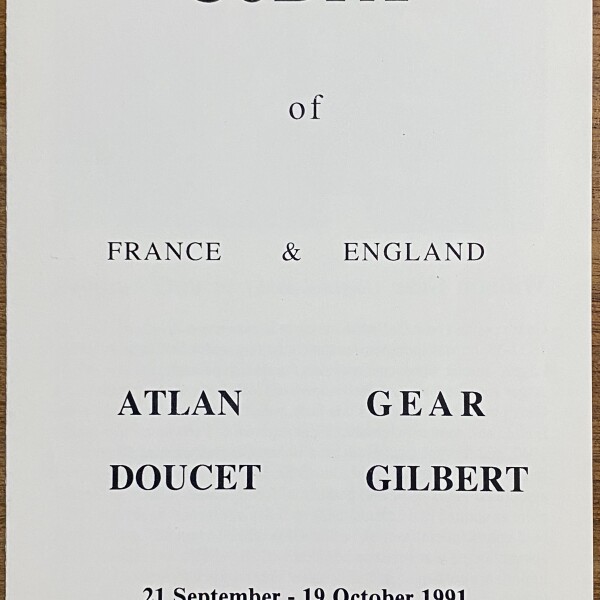 of
FRANCE & ENGLAND
ATLAN GEAR
DOUCET GILBERT
21 September - 19 October 1991